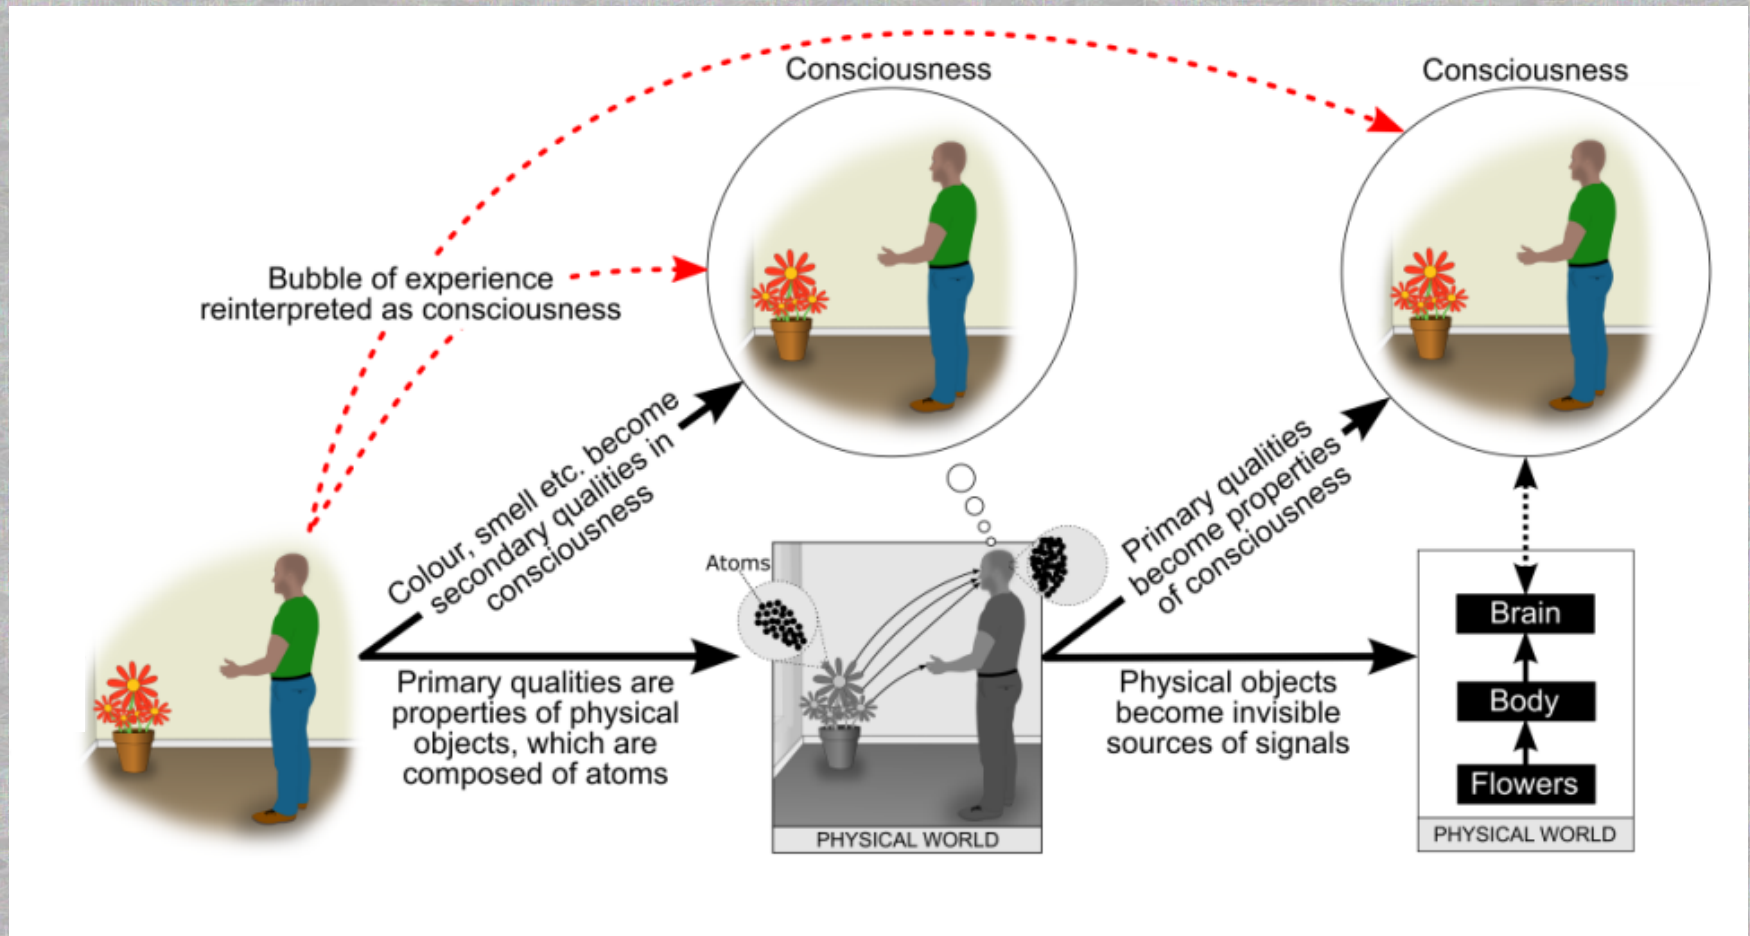 Consciousness
Consciousness
Bubble of experience
reinterpreted as consciousness
Colour, smell etc. become
secondary qualities in
consciousness
Primary qualities are
properties of physical
objects, which are
composed of atoms
Atoms
PHYSICAL WORLD
Primary qualities
become properties
of consciousness
Physical objects
become invisible
sources of signals
Brain
Body
Flowers
PHYSICAL WORLD